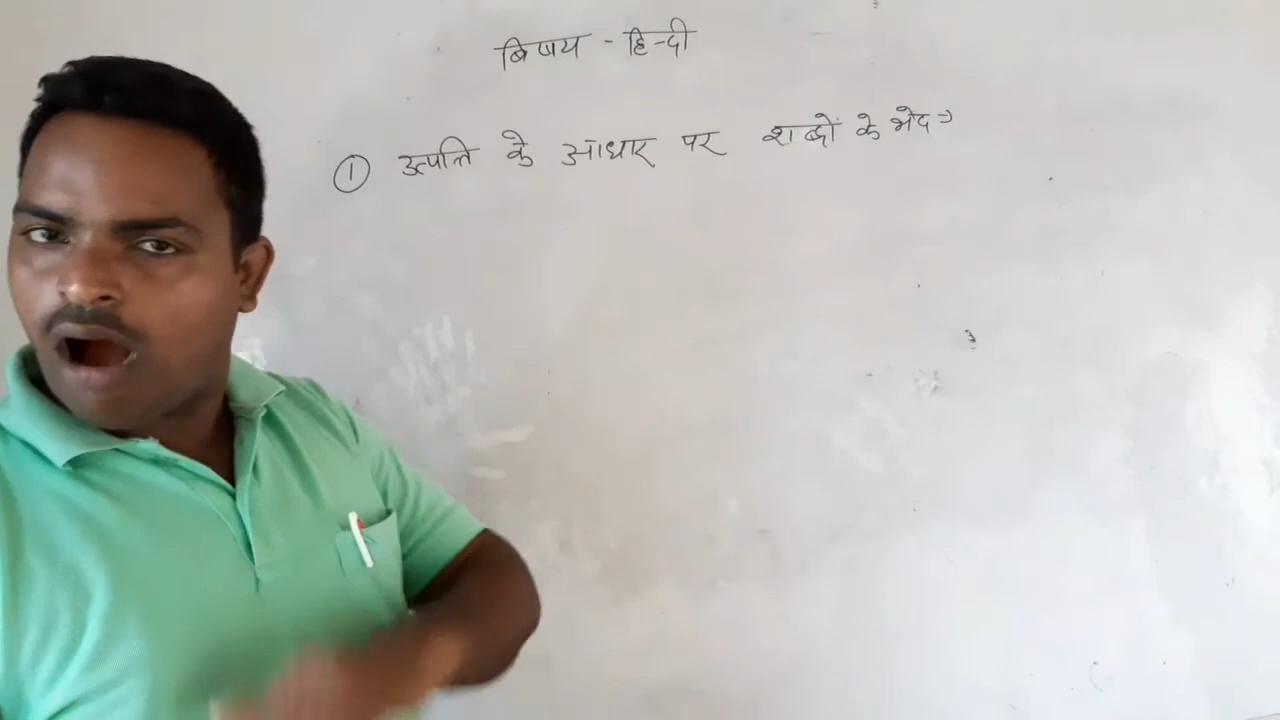 बिषय - हि-दी
① उत्पत्ति के आधार पर शब्दों के भेद ⇒